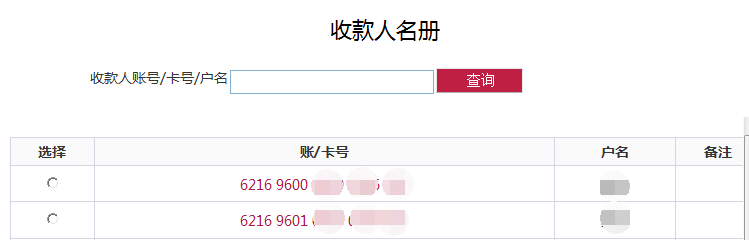 收款人名册
收款人账号/卡号/户名 查询
选择 账/卡号 户名 备注
6216 9600
6216 9601